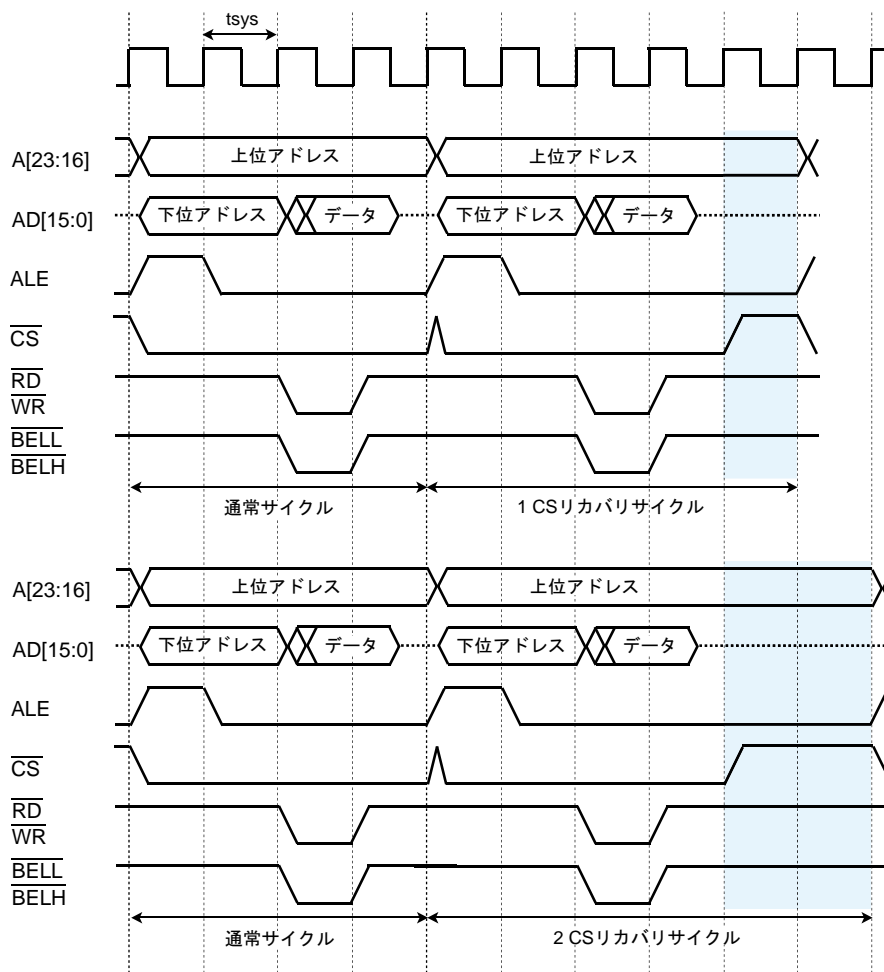 tsys
A[23:16] 上位アドレス 上位アドレス
AD[15:0] 下位アドレス データ 下位アドレス データ
ALE
CS
RD
WR
BELL
BELH
通常サイクル 1 CSリカバリサイクル
A[23:16] 上位アドレス 上位アドレス
AD[15:0] 下位アドレス データ 下位アドレス データ
ALE
CS
RD
WR
BELL
BELH
通常サイクル 2 CSリカバリサイクル